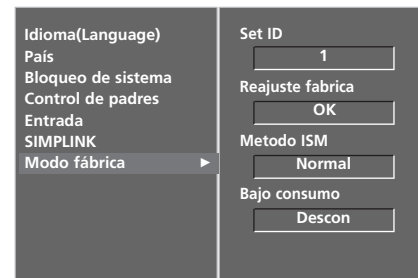 Idioma(Language)
País
Bloqueo de sistema
Control de padres
Entrada
SIMPLINK
Modo fábrica ►
Set ID
1
Reajuste fabrica
OK
Metodo ISM
Normal
Bajo consumo
Descon